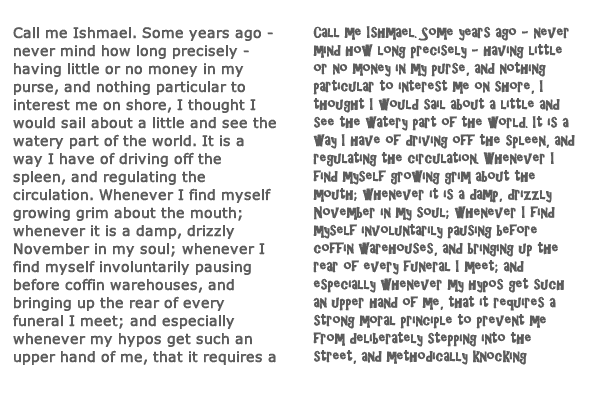 Call me Ishmael. Some years ago -
never mind how long precisely -
having little or no money in my
purse, and nothing particular to
interest me on shore, I thought I
would sail about a little and see the
watery part of the world. It is a
way I have of driving off the
spleen, and regulating the
circulation. Whenever I find myself
growing grim about the mouth;
whenever it is a damp, drizzly
November in my soul; whenever I
find myself involuntarily pausing
before coffin warehouses, and
bringing up the rear of every
funeral I meet; and especially
whenever my hypos get such an
upper hand of me, that it requires a
Call me Ishmael. Some years ago - never
mind how long precisely - having little
or no money in my purse, and nothing
particular to interest me on shore, I
thought I would sail about a little and
see the watery part of the world. It is a
way I have of driving off the spleen, and
regulating the circulation. Whenever I
find myself growing grim about the
mouth; whenever it is a damp, drizzly
November in my soul; whenever I find
myself involuntarily pausing before
coffin warehouses, and bringing up the
rear of every funeral I meet; and
especially whenever my hypos get such
an upper hand of me, that it requires a
strong moral principle to prevent me
from deliberately stepping into the
street, and methodically knocking